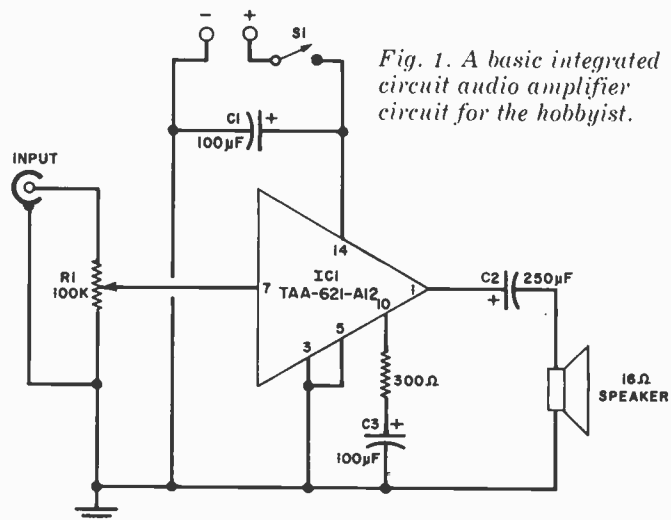 - + S1
Fig. 1. A basic integrated
circuit audio amplifier
circuit for the hobbyist.
C1 +
100µF
INPUT
14
R1
100K
7
IC1
TAA-621-A12
1
C2
+
250µF
10
5
3
300Ω
16Ω
SPEAKER
C3 +
100µF